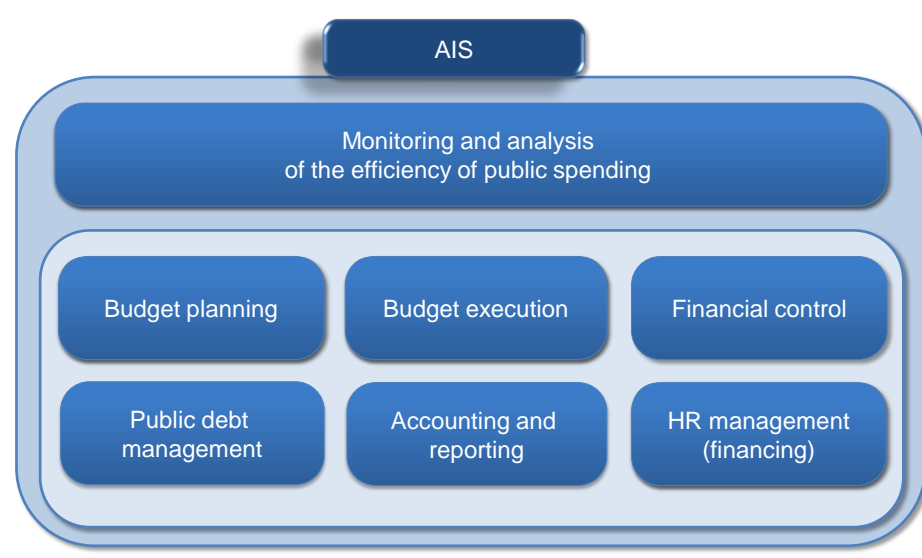 AIS
Monitoring and analysis
of the efficiency of public spending
Budget planning
Budget execution
Financial control
Public debt
management
Accounting and
reporting
HR management
(financing)